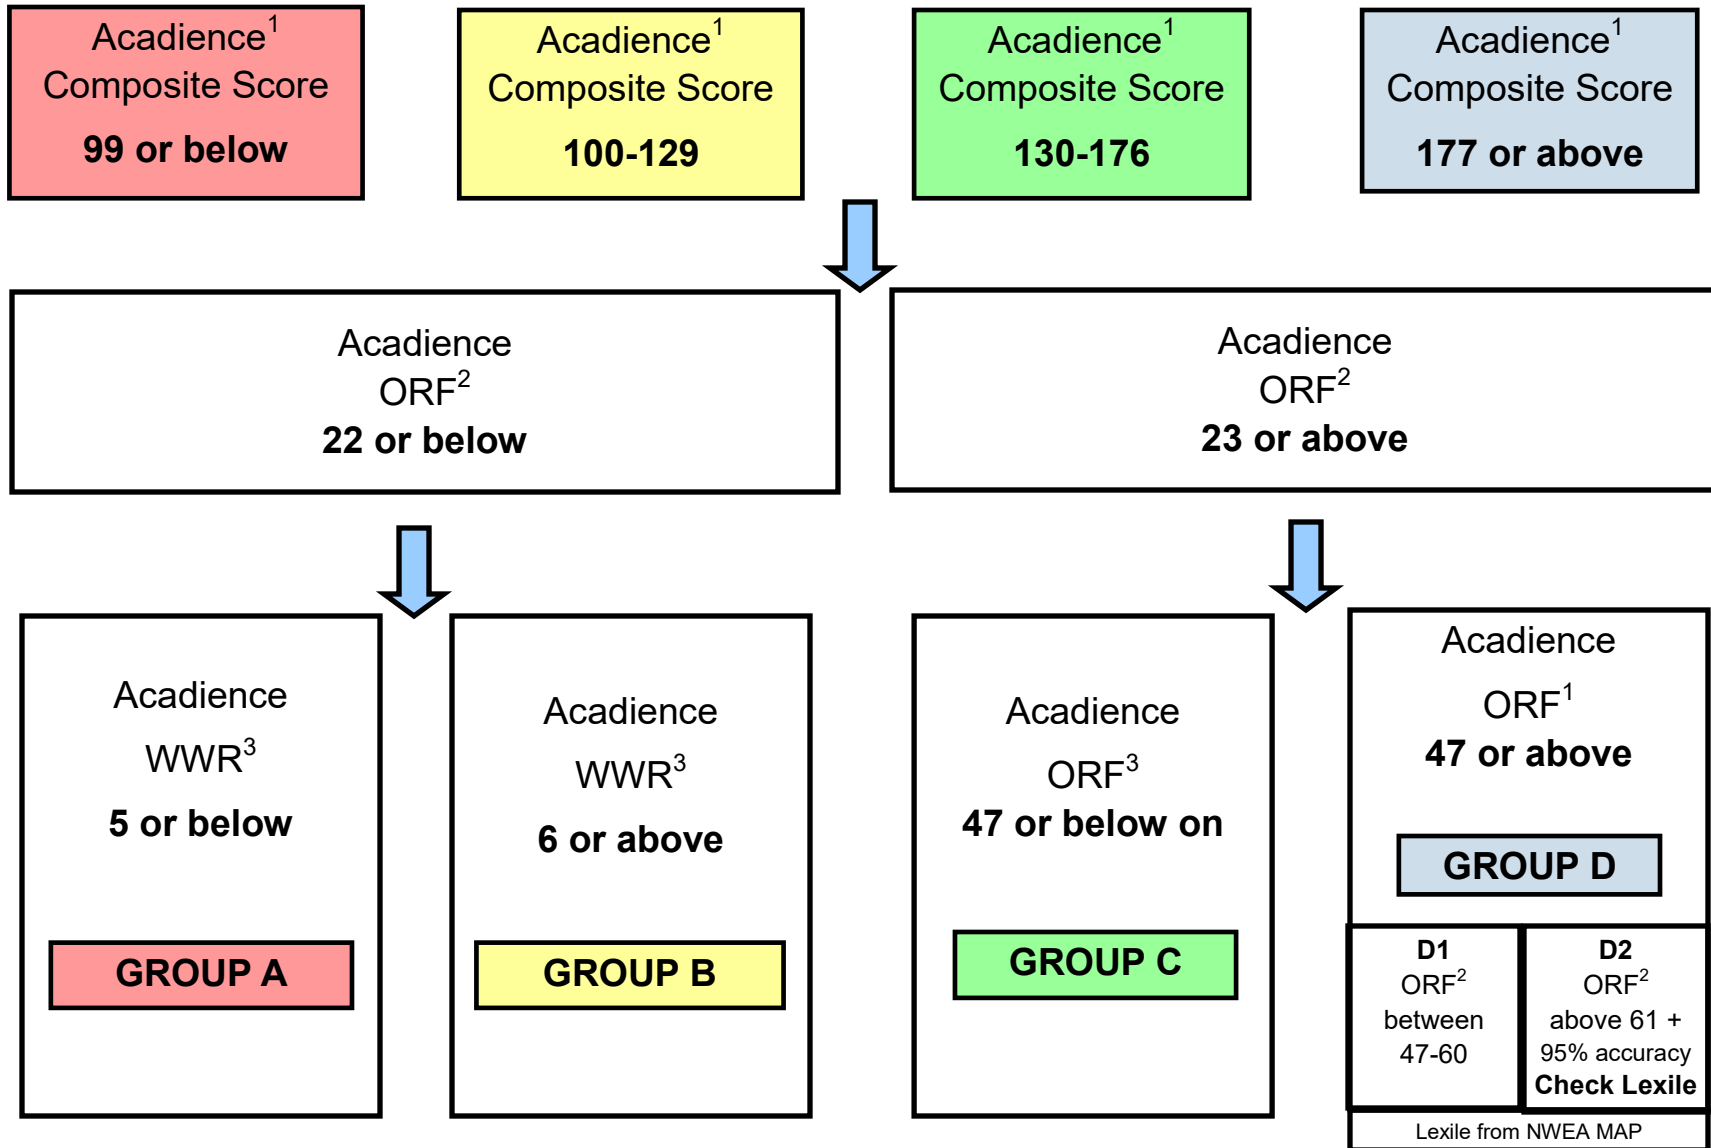 Acadience¹
Composite Score
99 or below
Acadience¹
Composite Score
100-129
Acadience¹
Composite Score
130-176
Acadience¹
Composite Score
177 or above
Acadience
ORF²
22 or below
Acadience
ORF²
23 or above
Acadience
WWR³
5 or below
GROUP A
Acadience
WWR³
6 or above
GROUP B
Acadience
ORF³
47 or below on
GROUP C
Acadience
ORF¹
47 or above
GROUP D
D1
ORF²
between
47-60
D2
ORF²
above 61 +
95% accuracy
Check Lexile
Lexile from NWEA MAP